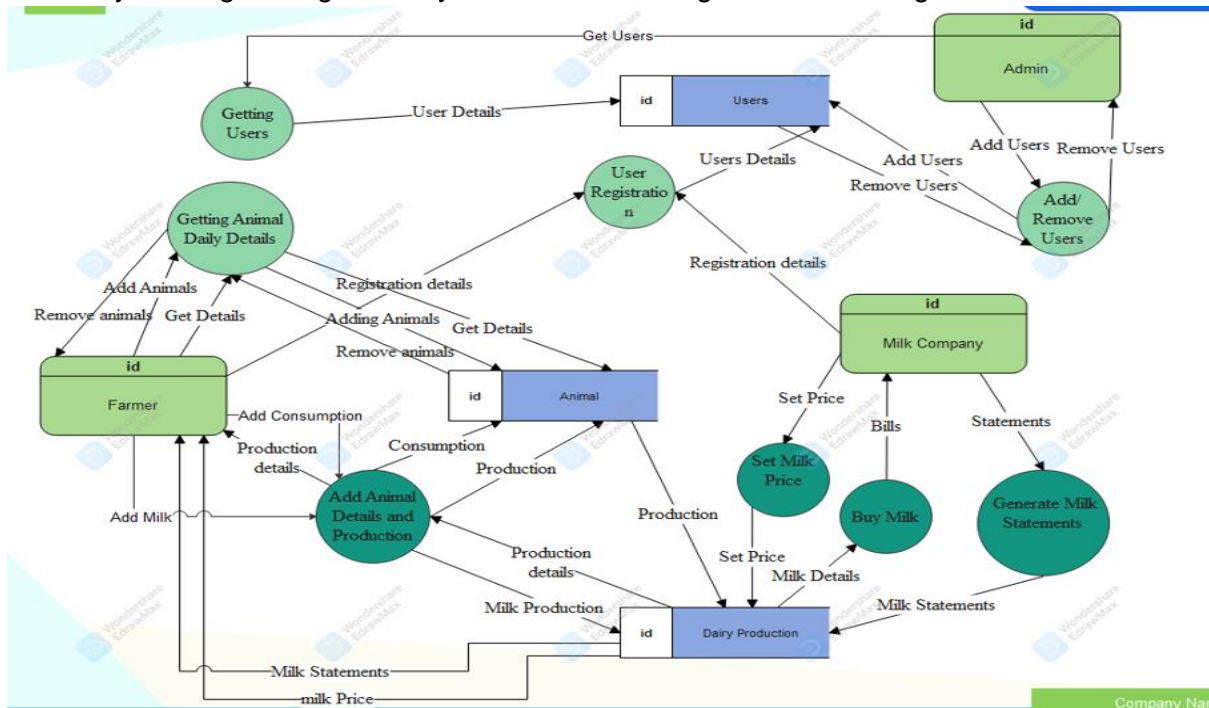 Get Users
id
Admin
Getting
Users
User Details
id
Users
Add Users
Remove Users
Users Details
Add Users
Remove Users
User
Registratio
n
Add/
Remove
Users
Getting Animal
Daily Details
Registration details
Registration details
Add Animals
Remove animals
Get Details
Adding Animals
Get Details
Remove animals
id
Milk Company
id
Farmer
id
Animal
Add Consumption
Set Price
Bills
Statements
Production
details
Consumption
Production
Set Milk
Price
Add Animal
Details and
Production
Add Milk
Production
Buy Milk
Generate Milk
Statements
Production
details
Set Price
Milk Details
Milk Production
Milk Statements
id
Dairy Production
Milk Statements
milk Price
Wondershare
EdrawMax
Company Nam